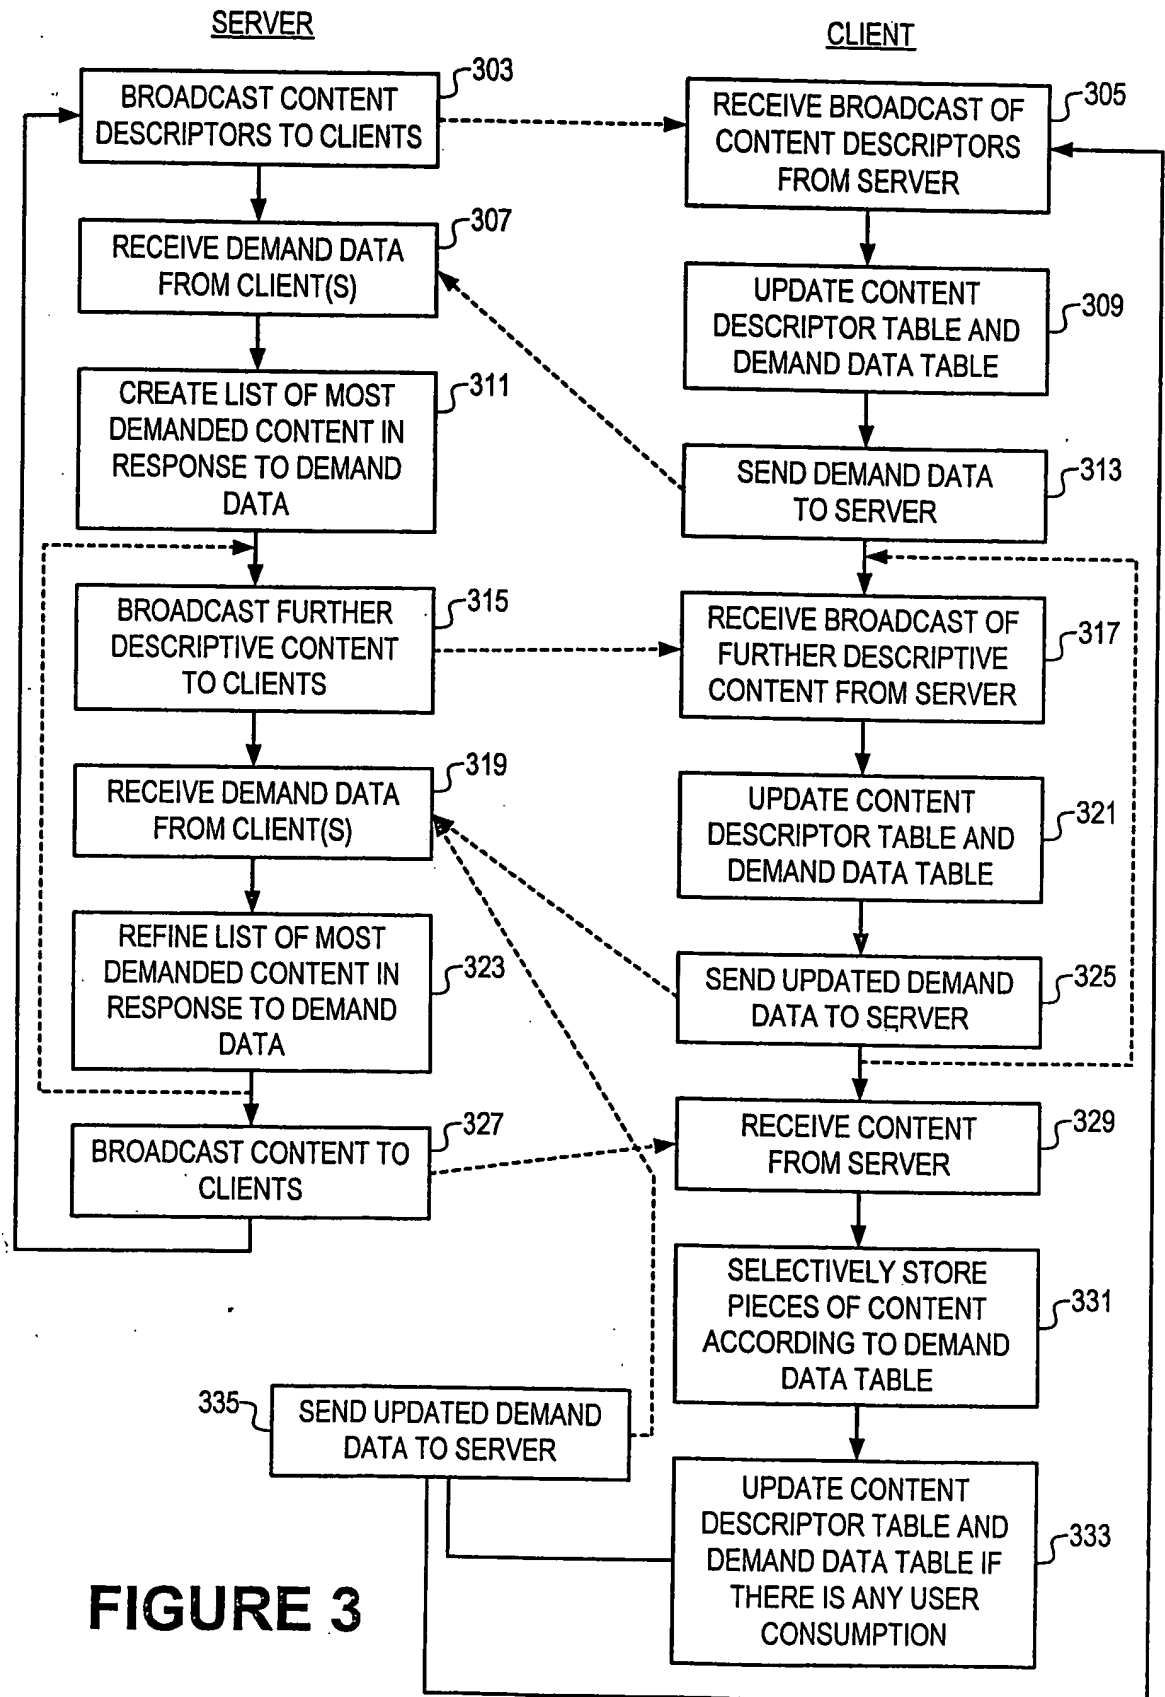 SERVER
BROADCAST CONTENT
DESCRIPTORS TO CLIENTS
303
RECEIVE DEMAND DATA
FROM CLIENT(S)
307
CREATE LIST OF MOST
DEMANDED CONTENT IN
RESPONSE TO DEMAND
DATA
311
BROADCAST FURTHER
DESCRIPTIVE CONTENT
TO CLIENTS
315
RECEIVE DEMAND DATA
FROM CLIENT(S)
319
REFINE LIST OF MOST
DEMANDED CONTENT IN
RESPONSE TO DEMAND
DATA
323
BROADCAST CONTENT TO
CLIENTS
327
CLIENT
RECEIVE BROADCAST OF
CONTENT DESCRIPTORS
FROM SERVER
305
UPDATE CONTENT
DESCRIPTOR TABLE AND
DEMAND DATA TABLE
309
SEND DEMAND DATA
TO SERVER
313
RECEIVE BROADCAST OF
FURTHER DESCRIPTIVE
CONTENT FROM SERVER
317
UPDATE CONTENT
DESCRIPTOR TABLE AND
DEMAND DATA TABLE
321
SEND UPDATED DEMAND
DATA TO SERVER
325
RECEIVE CONTENT
FROM SERVER
329
SELECTIVELY STORE
PIECES OF CONTENT
ACCORDING TO DEMAND
DATA TABLE
331
UPDATE CONTENT
DESCRIPTOR TABLE AND
DEMAND DATA TABLE IF
THERE IS ANY USER
CONSUMPTION
333
335
SEND UPDATED DEMAND
DATA TO SERVER
FIGURE 3